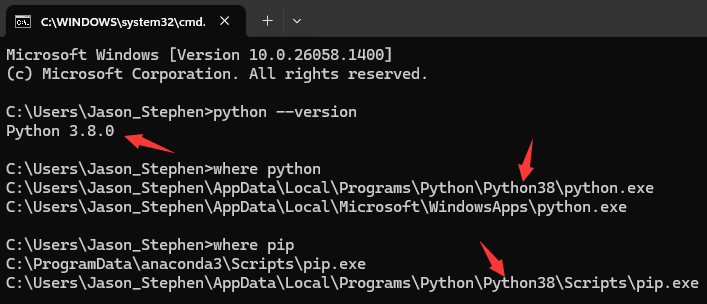 C:\WINDOWS\system32\cmd.
Microsoft Windows [Version 10.0.26058.1400]
(c) Microsoft Corporation. All rights reserved.
C:\Users\Jason_Stephen>python --version
Python 3.8.0
C:\Users\Jason_Stephen>where python
C:\Users\Jason_Stephen\AppData\Local\Programs\Python\Python38\python.exe
C:\Users\Jason_Stephen\AppData\Local\Microsoft\WindowsApps\python.exe
C:\Users\Jason_Stephen>where pip
C:\ProgramData\anaconda3\Scripts\pip.exe
C:\Users\Jason_Stephen\AppData\Local\Programs\Python\Python38\Scripts\pip.exe